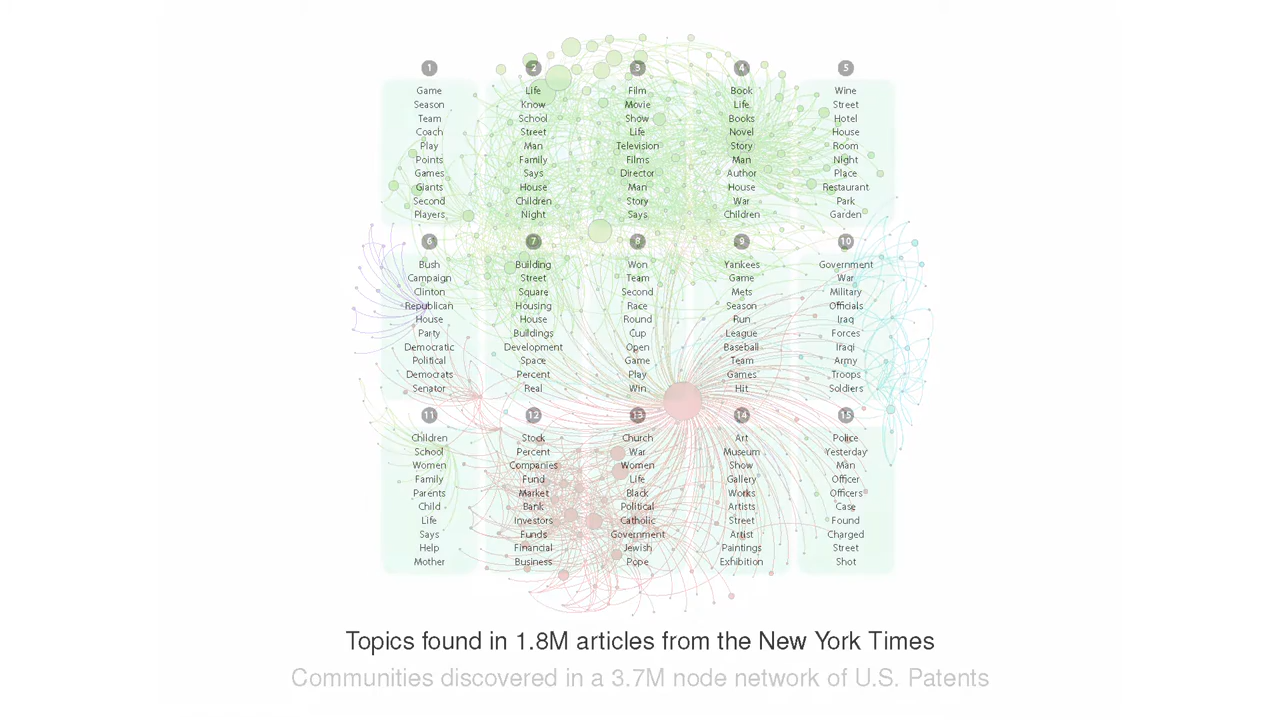 1 2 3 4 5
Game Life Film Book Wine
Season Know Movie Life Street
Team School Show Books Hotel
Coach Street Life Novel House
Play Man Television Story Room
Points Family Films Man Night
Games Says Director Author Place
Giants House Man House Restaurant
Second Children Story War Park
Players Night Says Children Garden
6 7 8 9 10
Bush Building Won Yankees Government
Campaign Street Team Game War
Clinton Square Second Mets Military
Republican Housing Race Season Officials
House House Round Run Iraq
Party Buildings Cup League Forces
Democratic Development Open Baseball Iraqi
Political Space Game Team Army
Democrats Percent Play Games Troops
Senator Real Win Hit Soldiers
11 12 13 14 15
Children Stock Church Art Police
School Percent War Museum Yesterday
Women Companies Women Show Man
Family Fund Life Gallery Officer
Parents Market Black Works Officers
Child Bank Political Artists Case
Life Investors Catholic Street Found
Says Funds Government Artist Charged
Help Financial Jewish Paintings Street
Mother Business Pope Exhibition Shot
Topics found in 1.8M articles from the New York Times
Communities discovered in a 3.7M node network of U.S. Patents